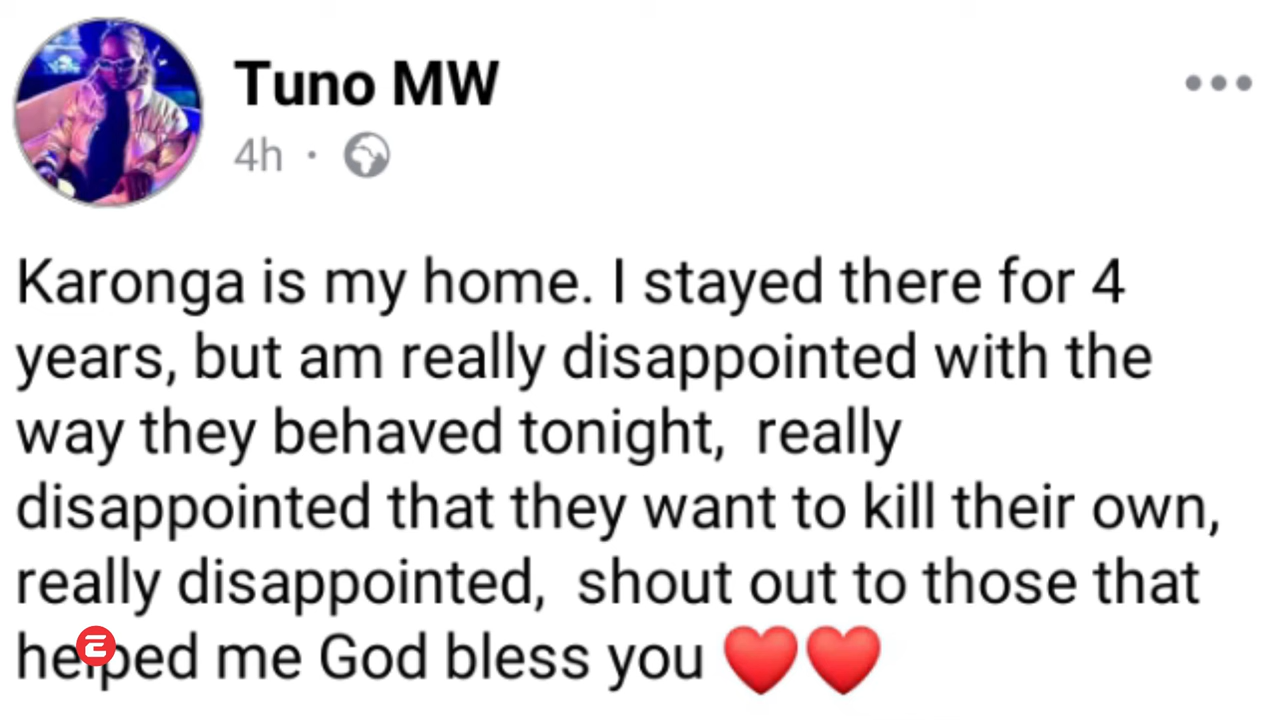 Tuno MW
4h ·
Karonga is my home. I stayed there for 4
years, but am really disappointed with the
way they behaved tonight,  really
disappointed that they want to kill their own,
really disappointed,  shout out to those that
helped me God bless you ❤️❤️